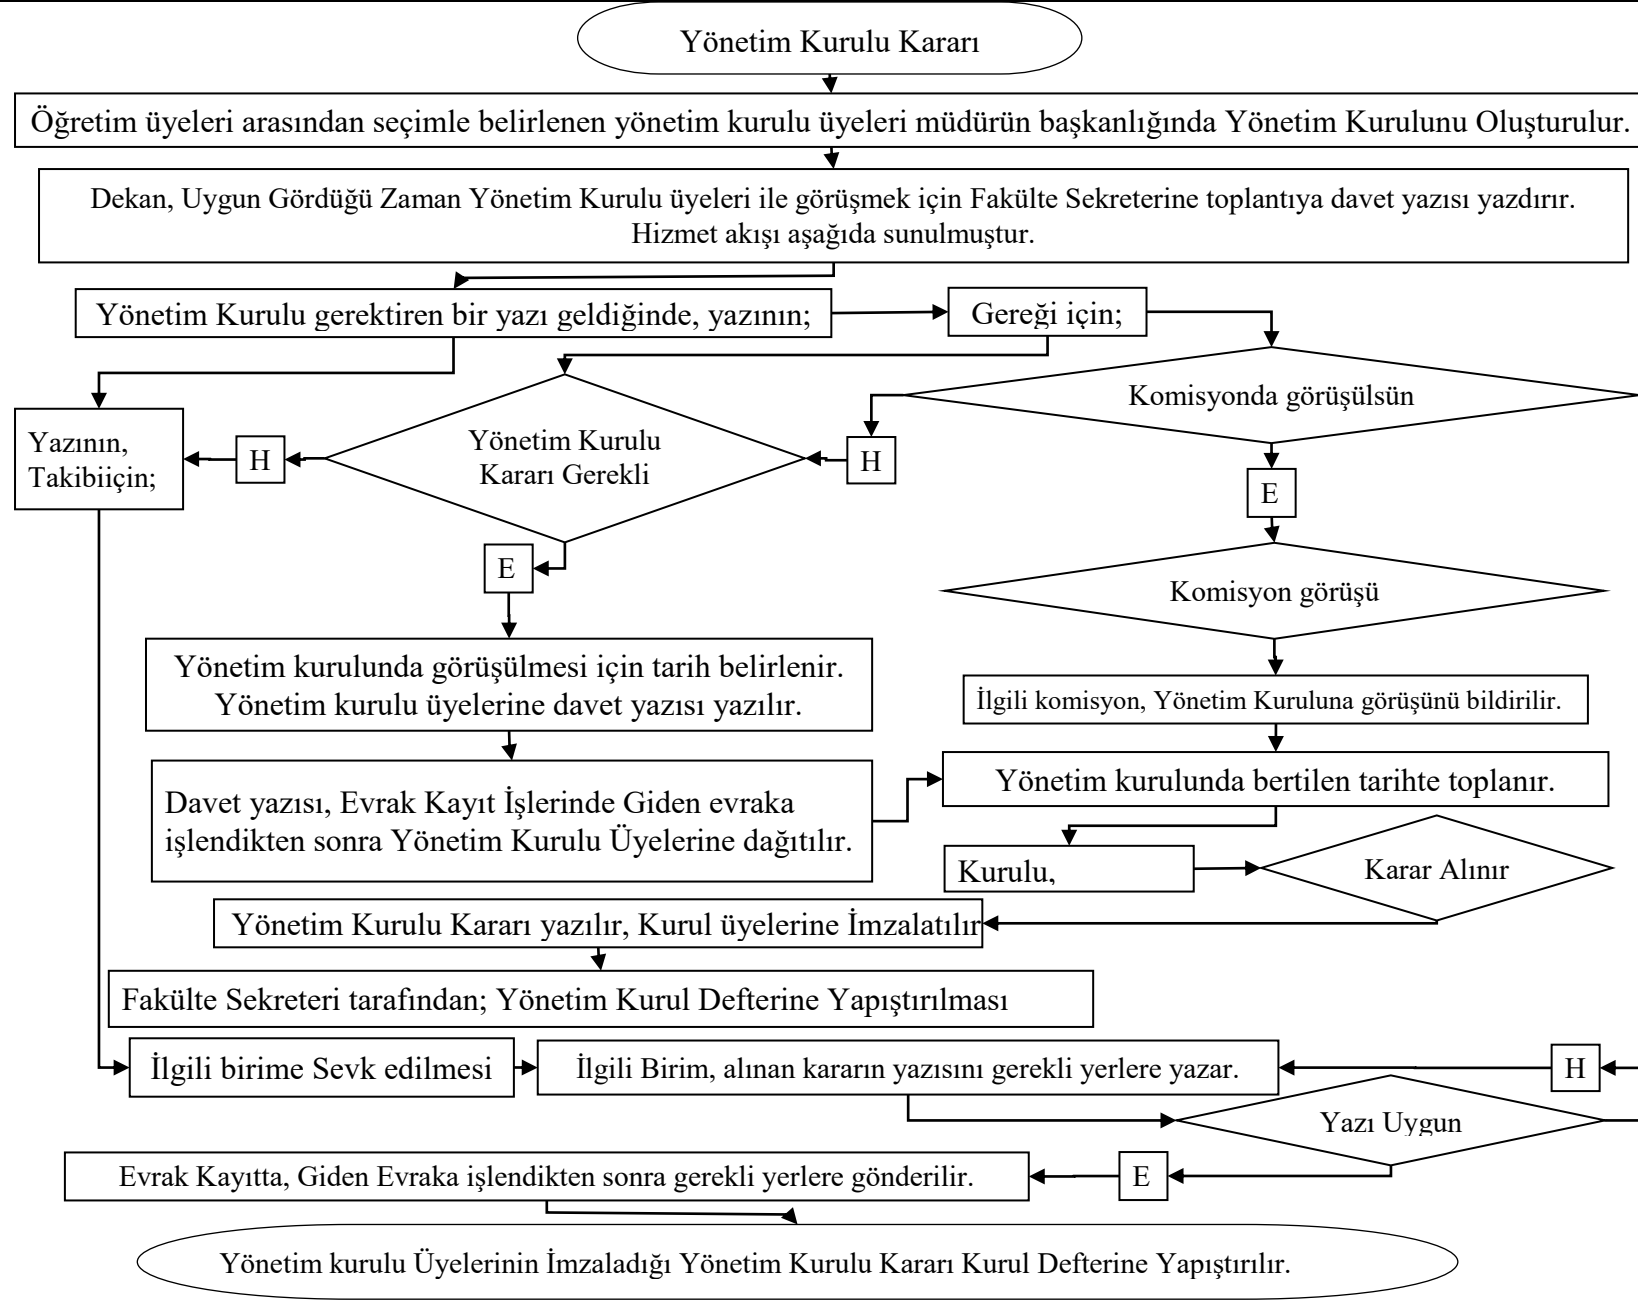 Yönetim Kurulu Kararı
Öğretim üyeleri arasından seçimle belirlenen yönetim kurulu üyeleri müdürün başkanlığında Yönetim Kurulunu Oluşturulur.
Dekan, Uygun Gördüğü Zaman Yönetim Kurulu üyeleri ile görüşmek için Fakülte Sekreterine toplantıya davet yazısı yazdırır.
Hizmet akışı aşağıda sunulmuştur.
Yönetim Kurulu gerektiren bir yazı geldiğinde, yazının;
Gereği için;
Komisyonda görüşülsün
Yazının,
Takibiiçin;
H
Yönetim Kurulu
Kararı Gerekli
H
E
E
Komisyon görüşü
Yönetim kurulunda görüşülmesi için tarih belirlenir.
Yönetim kurulu üyelerine davet yazısı yazılır.
İlgili komisyon, Yönetim Kuruluna görüşünü bildirilir.
Davet yazısı, Evrak Kayıt İşlerinde Giden evraka
işlendikten sonra Yönetim Kurulu Üyelerine dağıtılır.
Yönetim kurulunda bertilen tarihte toplanır.
Kurulu,
Karar Alınır
Yönetim Kurulu Kararı yazılır, Kurul üyelerine İmzalatılır
Fakülte Sekreteri tarafından; Yönetim Kurul Defterine Yapıştırılması
İlgili birime Sevk edilmesi
İlgili Birim, alınan kararın yazısını gerekli yerlere yazar.
H
Yazı Uygun
Evrak Kayıtta, Giden Evraka işlendikten sonra gerekli yerlere gönderilir.
E
Yönetim kurulu Üyelerinin İmzaladığı Yönetim Kurulu Kararı Kurul Defterine Yapıştırılır.